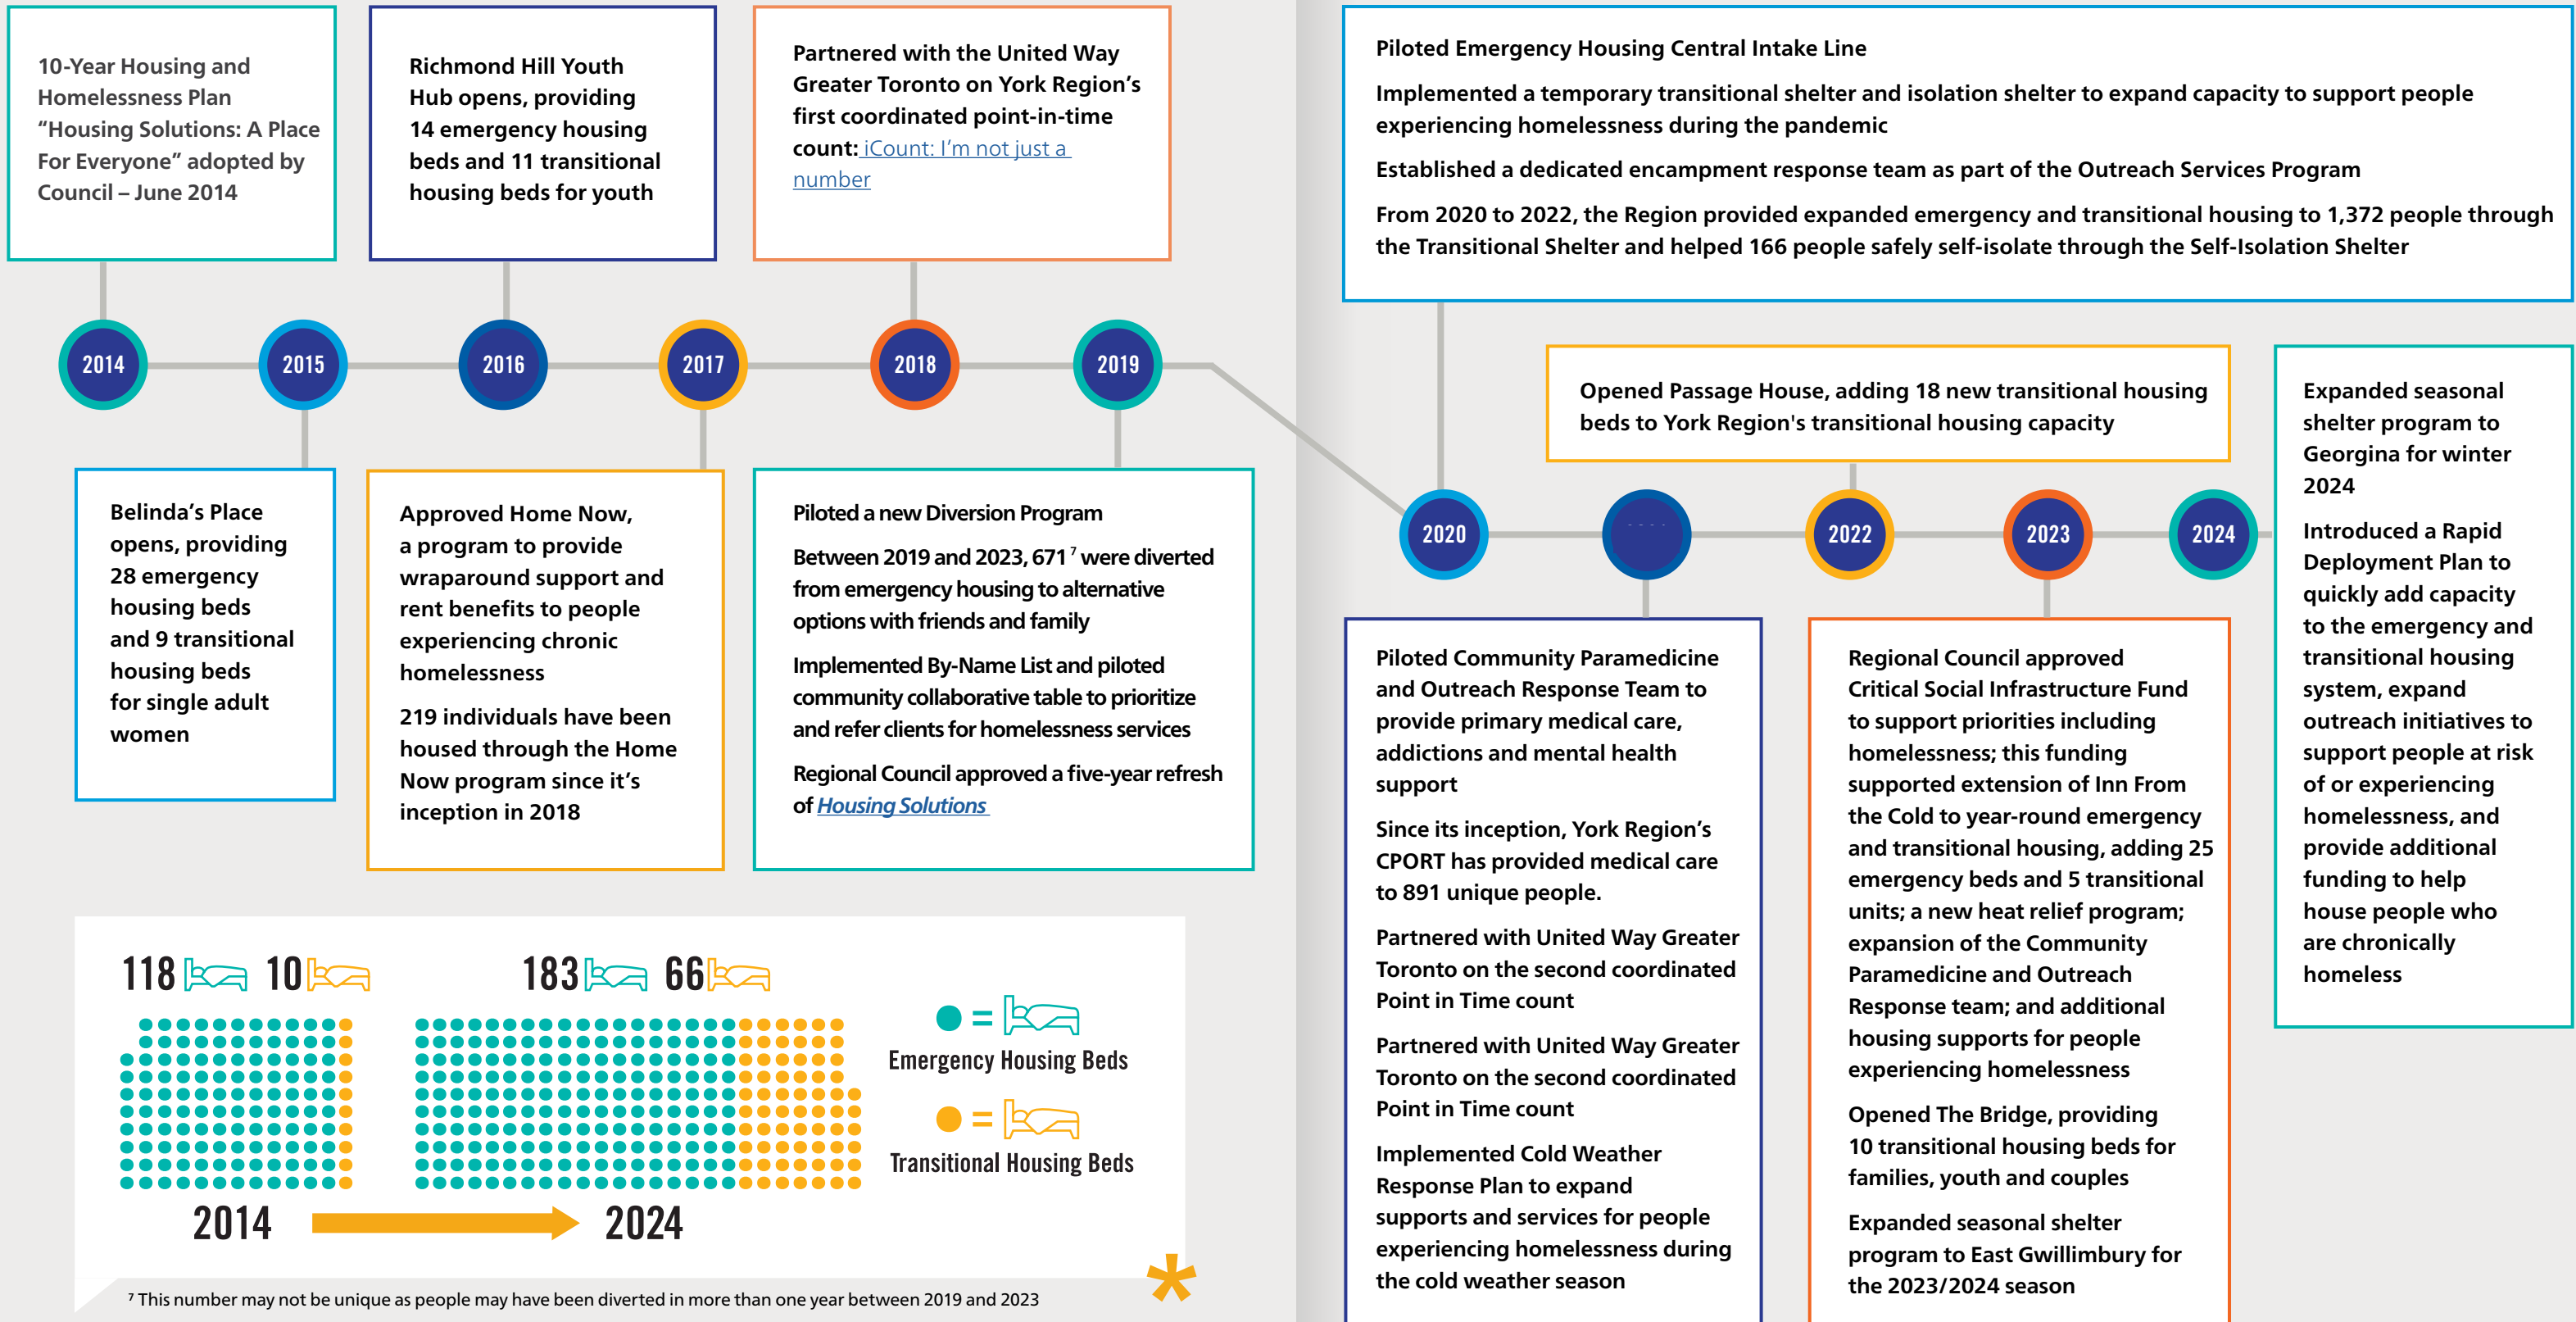 10-Year Housing and
Homelessness Plan
“Housing Solutions: A Place
For Everyone” adopted by
Council – June 2014
Richmond Hill Youth
Hub opens, providing
14 emergency housing
beds and 11 transitional
housing beds for youth
Partnered with the United Way
Greater Toronto on York Region’s
first coordinated point-in-time
count: iCount: I’m not just a
number
2014
2015
2016
2017
2018
2019
Belinda’s Place
opens, providing
28 emergency
housing beds
and 9 transitional
housing beds
for single adult
women
Approved Home Now,
a program to provide
wraparound support and
rent benefits to people
experiencing chronic
homelessness
219 individuals have been
housed through the Home
Now program since it’s
inception in 2018
Piloted a new Diversion Program
Between 2019 and 2023, 671 ⁷ were diverted
from emergency housing to alternative
options with friends and family
Implemented By-Name List and piloted
community collaborative table to prioritize
and refer clients for homelessness services
Regional Council approved a five-year refresh
of Housing Solutions
118 10 183 66
=
Emergency Housing Beds
=
Transitional Housing Beds
2014 2024
*
⁷ This number may not be unique as people may have been diverted in more than one year between 2019 and 2023
Piloted Emergency Housing Central Intake Line
Implemented a temporary transitional shelter and isolation shelter to expand capacity to support people
experiencing homelessness during the pandemic
Established a dedicated encampment response team as part of the Outreach Services Program
From 2020 to 2022, the Region provided expanded emergency and transitional housing to 1,372 people through
the Transitional Shelter and helped 166 people safely self-isolate through the Self-Isolation Shelter
Opened Passage House, adding 18 new transitional housing
beds to York Region's transitional housing capacity
2020
2022
2023
2024
Piloted Community Paramedicine
and Outreach Response Team to
provide primary medical care,
addictions and mental health
support
Since its inception, York Region’s
CPORT has provided medical care
to 891 unique people.
Partnered with United Way Greater
Toronto on the second coordinated
Point in Time count
Partnered with United Way Greater
Toronto on the second coordinated
Point in Time count
Implemented Cold Weather
Response Plan to expand
supports and services for people
experiencing homelessness during
the cold weather season
Regional Council approved
Critical Social Infrastructure Fund
to support priorities including
homelessness; this funding
supported extension of Inn From
the Cold to year-round emergency
and transitional housing, adding 25
emergency beds and 5 transitional
units; a new heat relief program;
expansion of the Community
Paramedicine and Outreach
Response team; and additional
housing supports for people
experiencing homelessness
Opened The Bridge, providing
10 transitional housing beds for
families, youth and couples
Expanded seasonal shelter
program to East Gwillimbury for
the 2023/2024 season
Expanded seasonal
shelter program to
Georgina for winter
2024
Introduced a Rapid
Deployment Plan to
quickly add capacity
to the emergency and
transitional housing
system, expand
outreach initiatives to
support people at risk
of or experiencing
homelessness, and
provide additional
funding to help
house people who
are chronically
homeless